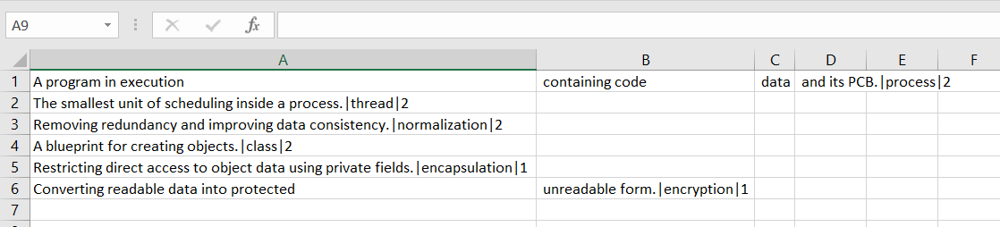 A9 fx
A B C D E F
1 A program in execution containing code data and its PCB.|process|2
2 The smallest unit of scheduling inside a process.|thread|2
3 Removing redundancy and improving data consistency.|normalization|2
4 A blueprint for creating objects.|class|2
5 Restricting direct access to object data using private fields.|encapsulation|1
6 Converting readable data into protected unreadable form.|encryption|1
7